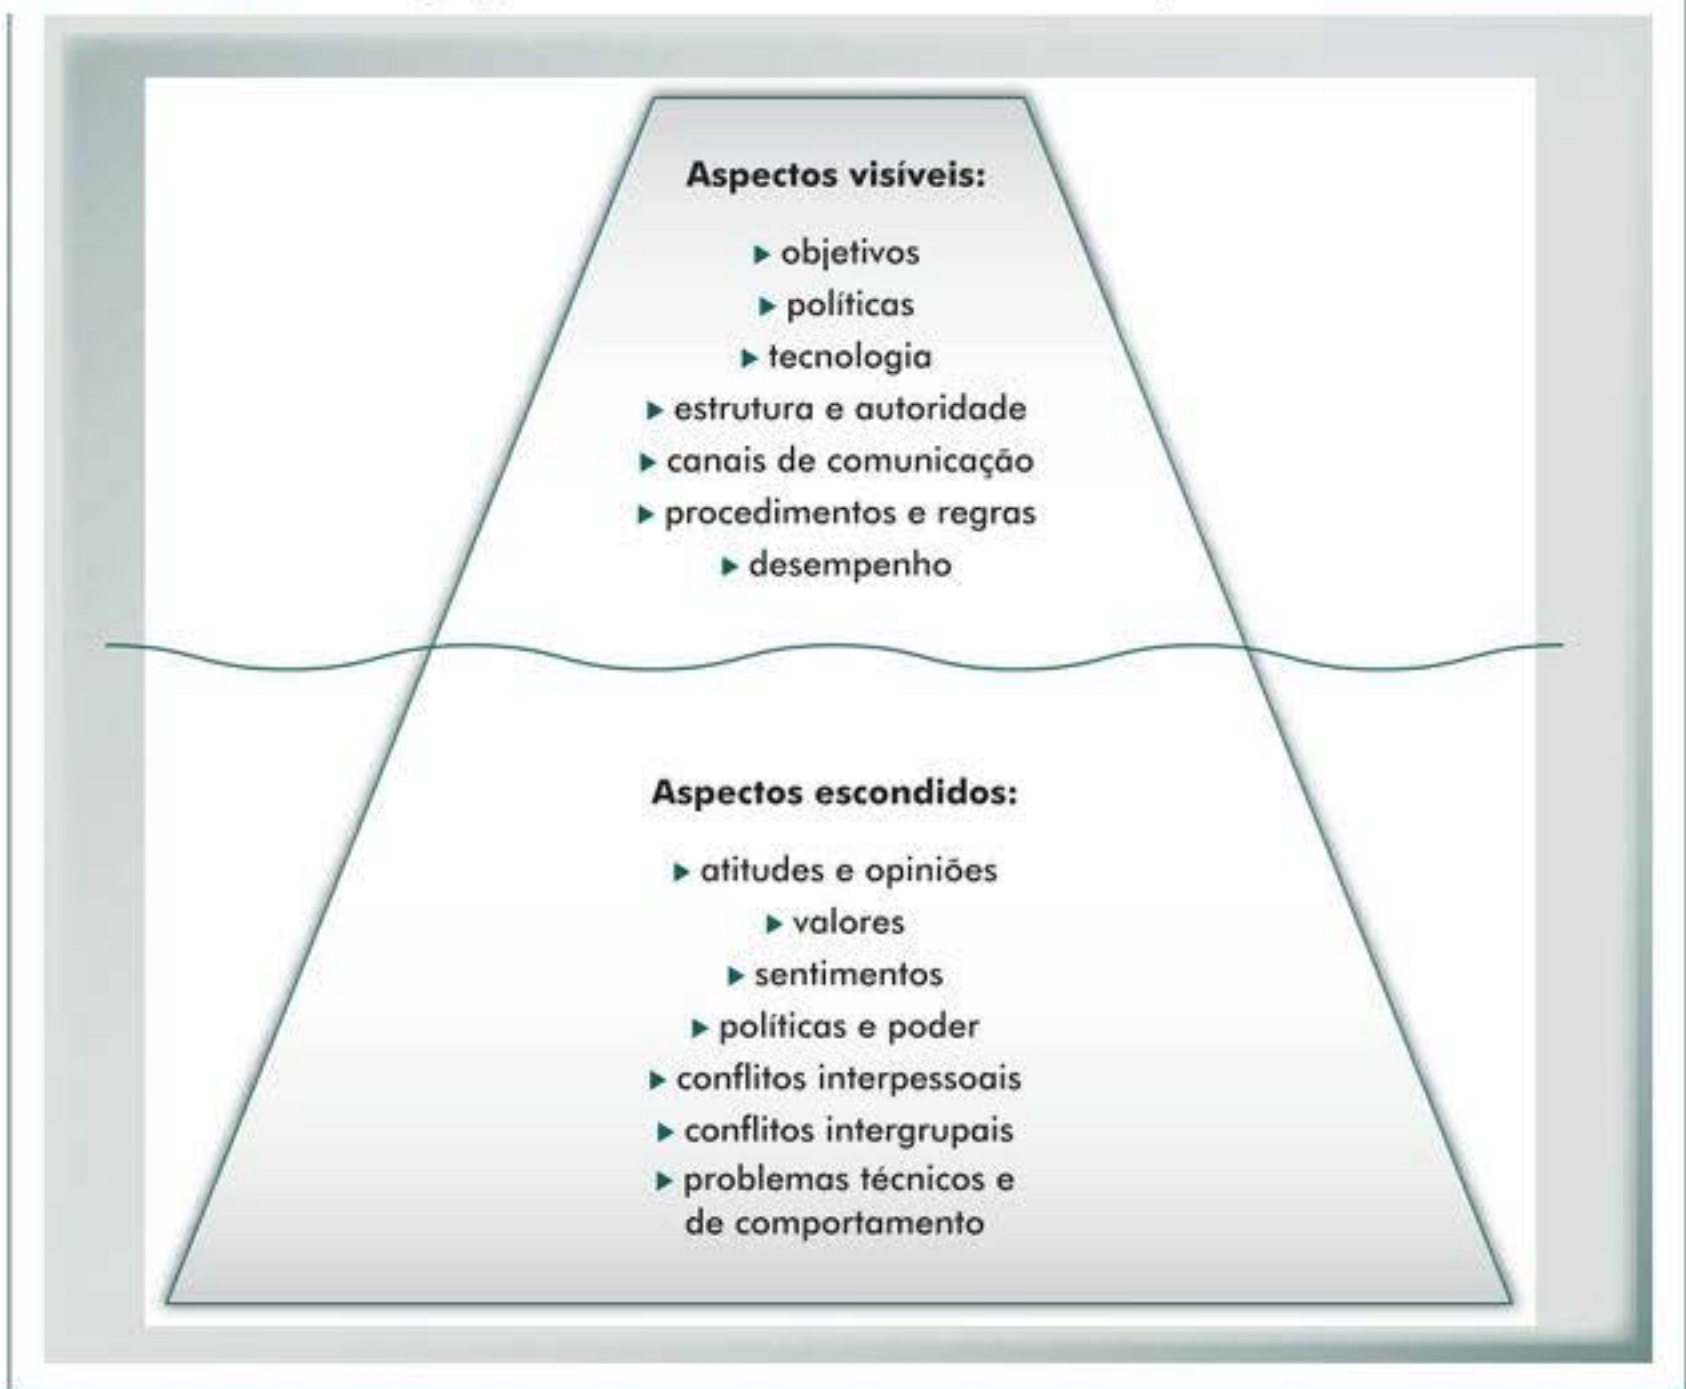 Aspectos visíveis:
▶ objetivos
▶ políticas
▶ tecnologia
▶ estrutura e autoridade
▶ canais de comunicação
▶ procedimentos e regras
▶ desempenho
Aspectos escondidos:
▶ atitudes e opiniões
▶ valores
▶ sentimentos
▶ políticas e poder
▶ conflitos interpessoais
▶ conflitos intergrupais
▶ problemas técnicos e
de comportamento